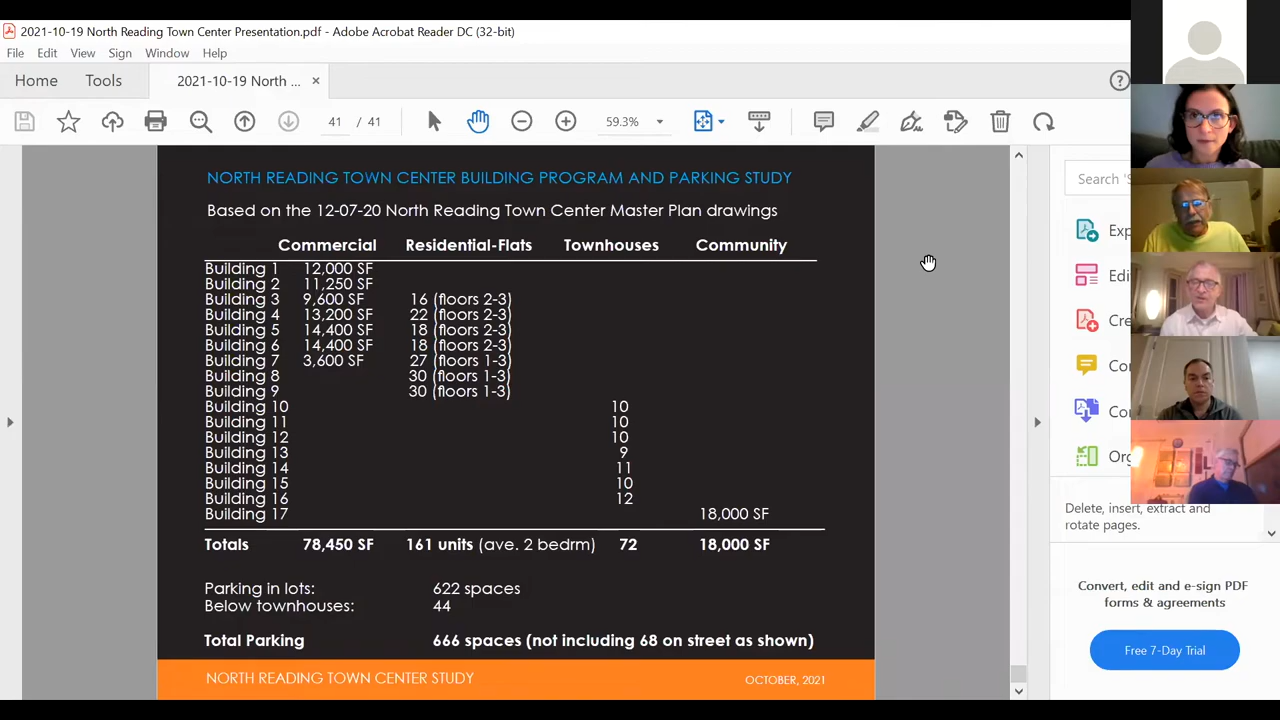 2021-10-19 North Reading Town Center Presentation.pdf - Adobe Acrobat Reader DC (32-bit)
File Edit View Sign Window Help
Home Tools 2021-10-19 North ... ×
41 / 41 59.3%
NORTH READING TOWN CENTER BUILDING PROGRAM AND PARKING STUDY
Based on the 12-07-20 North Reading Town Center Master Plan drawings
Commercial Residential-Flats Townhouses Community
Building 1 12,000 SF
Building 2 11,250 SF
Building 3 9,600 SF 16 (floors 2-3)
Building 4 13,200 SF 22 (floors 2-3)
Building 5 14,400 SF 18 (floors 2-3)
Building 6 14,400 SF 18 (floors 2-3)
Building 7 3,600 SF 27 (floors 1-3)
Building 8 30 (floors 1-3)
Building 9 30 (floors 1-3)
Building 10 10
Building 11 10
Building 12 10
Building 13 9
Building 14 11
Building 15 10
Building 16 12
Building 17 18,000 SF
Totals 78,450 SF 161 units (ave. 2 bedrm) 72 18,000 SF
Parking in lots: 622 spaces
Below townhouses: 44
Total Parking 666 spaces (not including 68 on street as shown)
NORTH READING TOWN CENTER STUDY OCTOBER, 2021
Search '
Exp
Edi
Cre
Co
Co
Org
Delete, insert, extract and
rotate pages.
Convert, edit and e-sign PDF
forms & agreements
Free 7-Day Trial